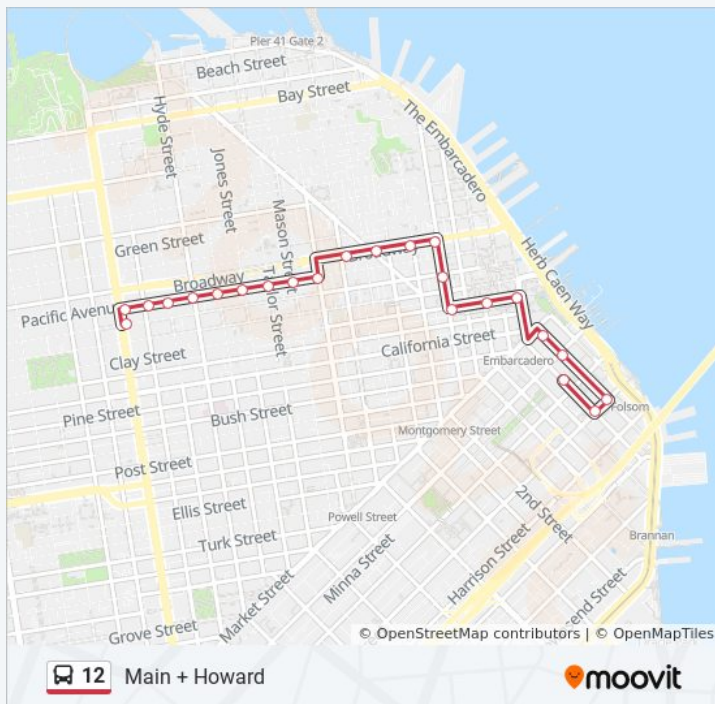 Pier 41 Gate 2
Beach Street
Bay Street
The Embarcadero
Hyde Street
Jones Street
Mason Street
Green Street
Herb Caen Way
Broadway
Broadway
Taylor Street
Pacific Avenue
Clay Street
California Street
Embarcadero
Pine Street
Bush Street
Folsom
Montgomery Street
Post Street
Ellis Street
Powell Street
2nd Street
Turk Street
Minna Street
Harrison Street
Brannan
Market Street
Grove Street
© OpenStreetMap contributors | © OpenMapTiles
12 Main + Howard
moovit